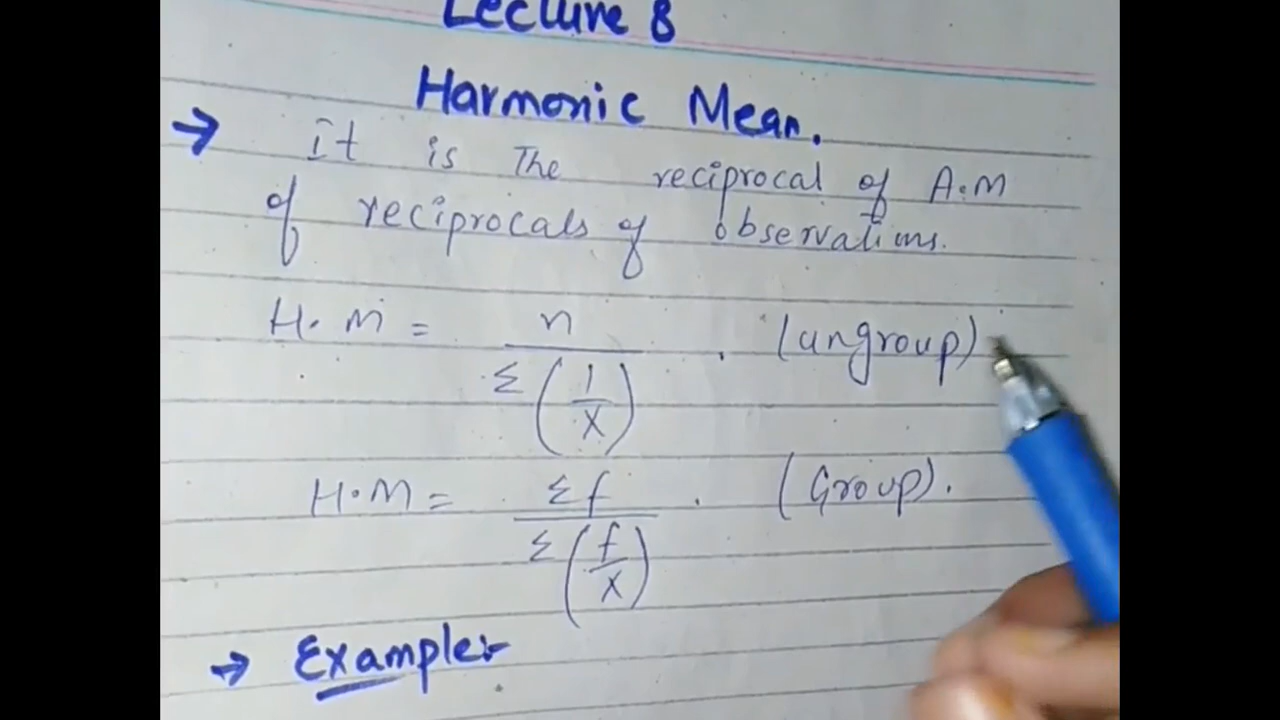 Lecture 8
Harmonic Mean.
→ It is The reciprocal of A.M
of reciprocals of observations.
H.M = n / Σ(1/x) . (ungroup)
H.M = Σf / Σ(f/x) . (Group).
→ Example:-